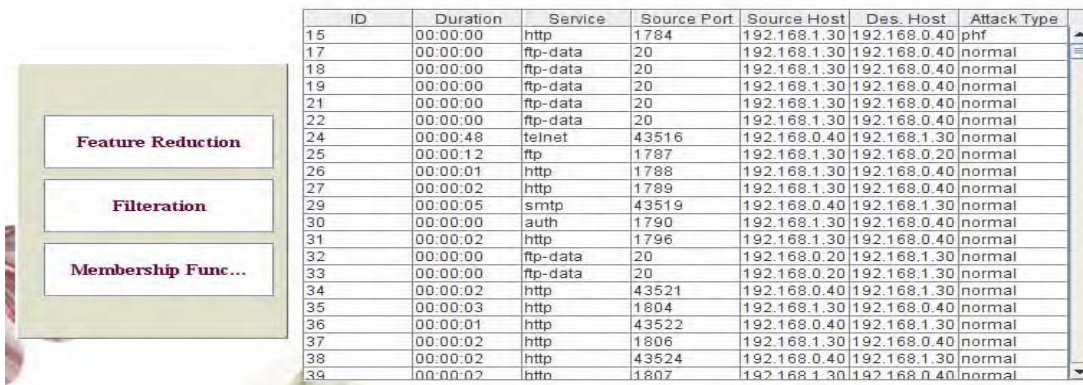 Feature Reduction
Filteration
Membership Func...
ID Duration Service Source Port Source Host Des. Host Attack Type
15 00:00:00 http 1784 192.168.1.30 192.168.0.40 phf
17 00:00:00 ftp-data 20 192.168.1.30 192.168.0.40 normal
18 00:00:00 ftp-data 20 192.168.1.30 192.168.0.40 normal
19 00:00:00 ftp-data 20 192.168.1.30 192.168.0.40 normal
21 00:00:00 ftp-data 20 192.168.1.30 192.168.0.40 normal
22 00:00:00 ftp-data 20 192.168.1.30 192.168.0.40 normal
24 00:00:48 telnet 43516 192.168.0.40 192.168.1.30 normal
25 00:00:12 ftp 1787 192.168.1.30 192.168.0.20 normal
26 00:00:01 http 1788 192.168.1.30 192.168.0.40 normal
27 00:00:02 http 1789 192.168.1.30 192.168.0.40 normal
29 00:00:05 smtp 43519 192.168.0.40 192.168.1.30 normal
30 00:00:00 auth 1790 192.168.1.30 192.168.0.40 normal
31 00:00:02 http 1796 192.168.1.30 192.168.0.40 normal
32 00:00:00 ftp-data 20 192.168.0.20 192.168.1.30 normal
33 00:00:00 ftp-data 20 192.168.0.20 192.168.1.30 normal
34 00:00:02 http 43521 192.168.0.40 192.168.1.30 normal
35 00:00:03 http 1804 192.168.1.30 192.168.0.40 normal
36 00:00:01 http 43522 192.168.0.40 192.168.1.30 normal
37 00:00:02 http 1806 192.168.1.30 192.168.0.40 normal
38 00:00:02 http 43524 192.168.0.40 192.168.1.30 normal
39 00:00:02 http 1807 192.168.1.30 192.168.0.40 normal